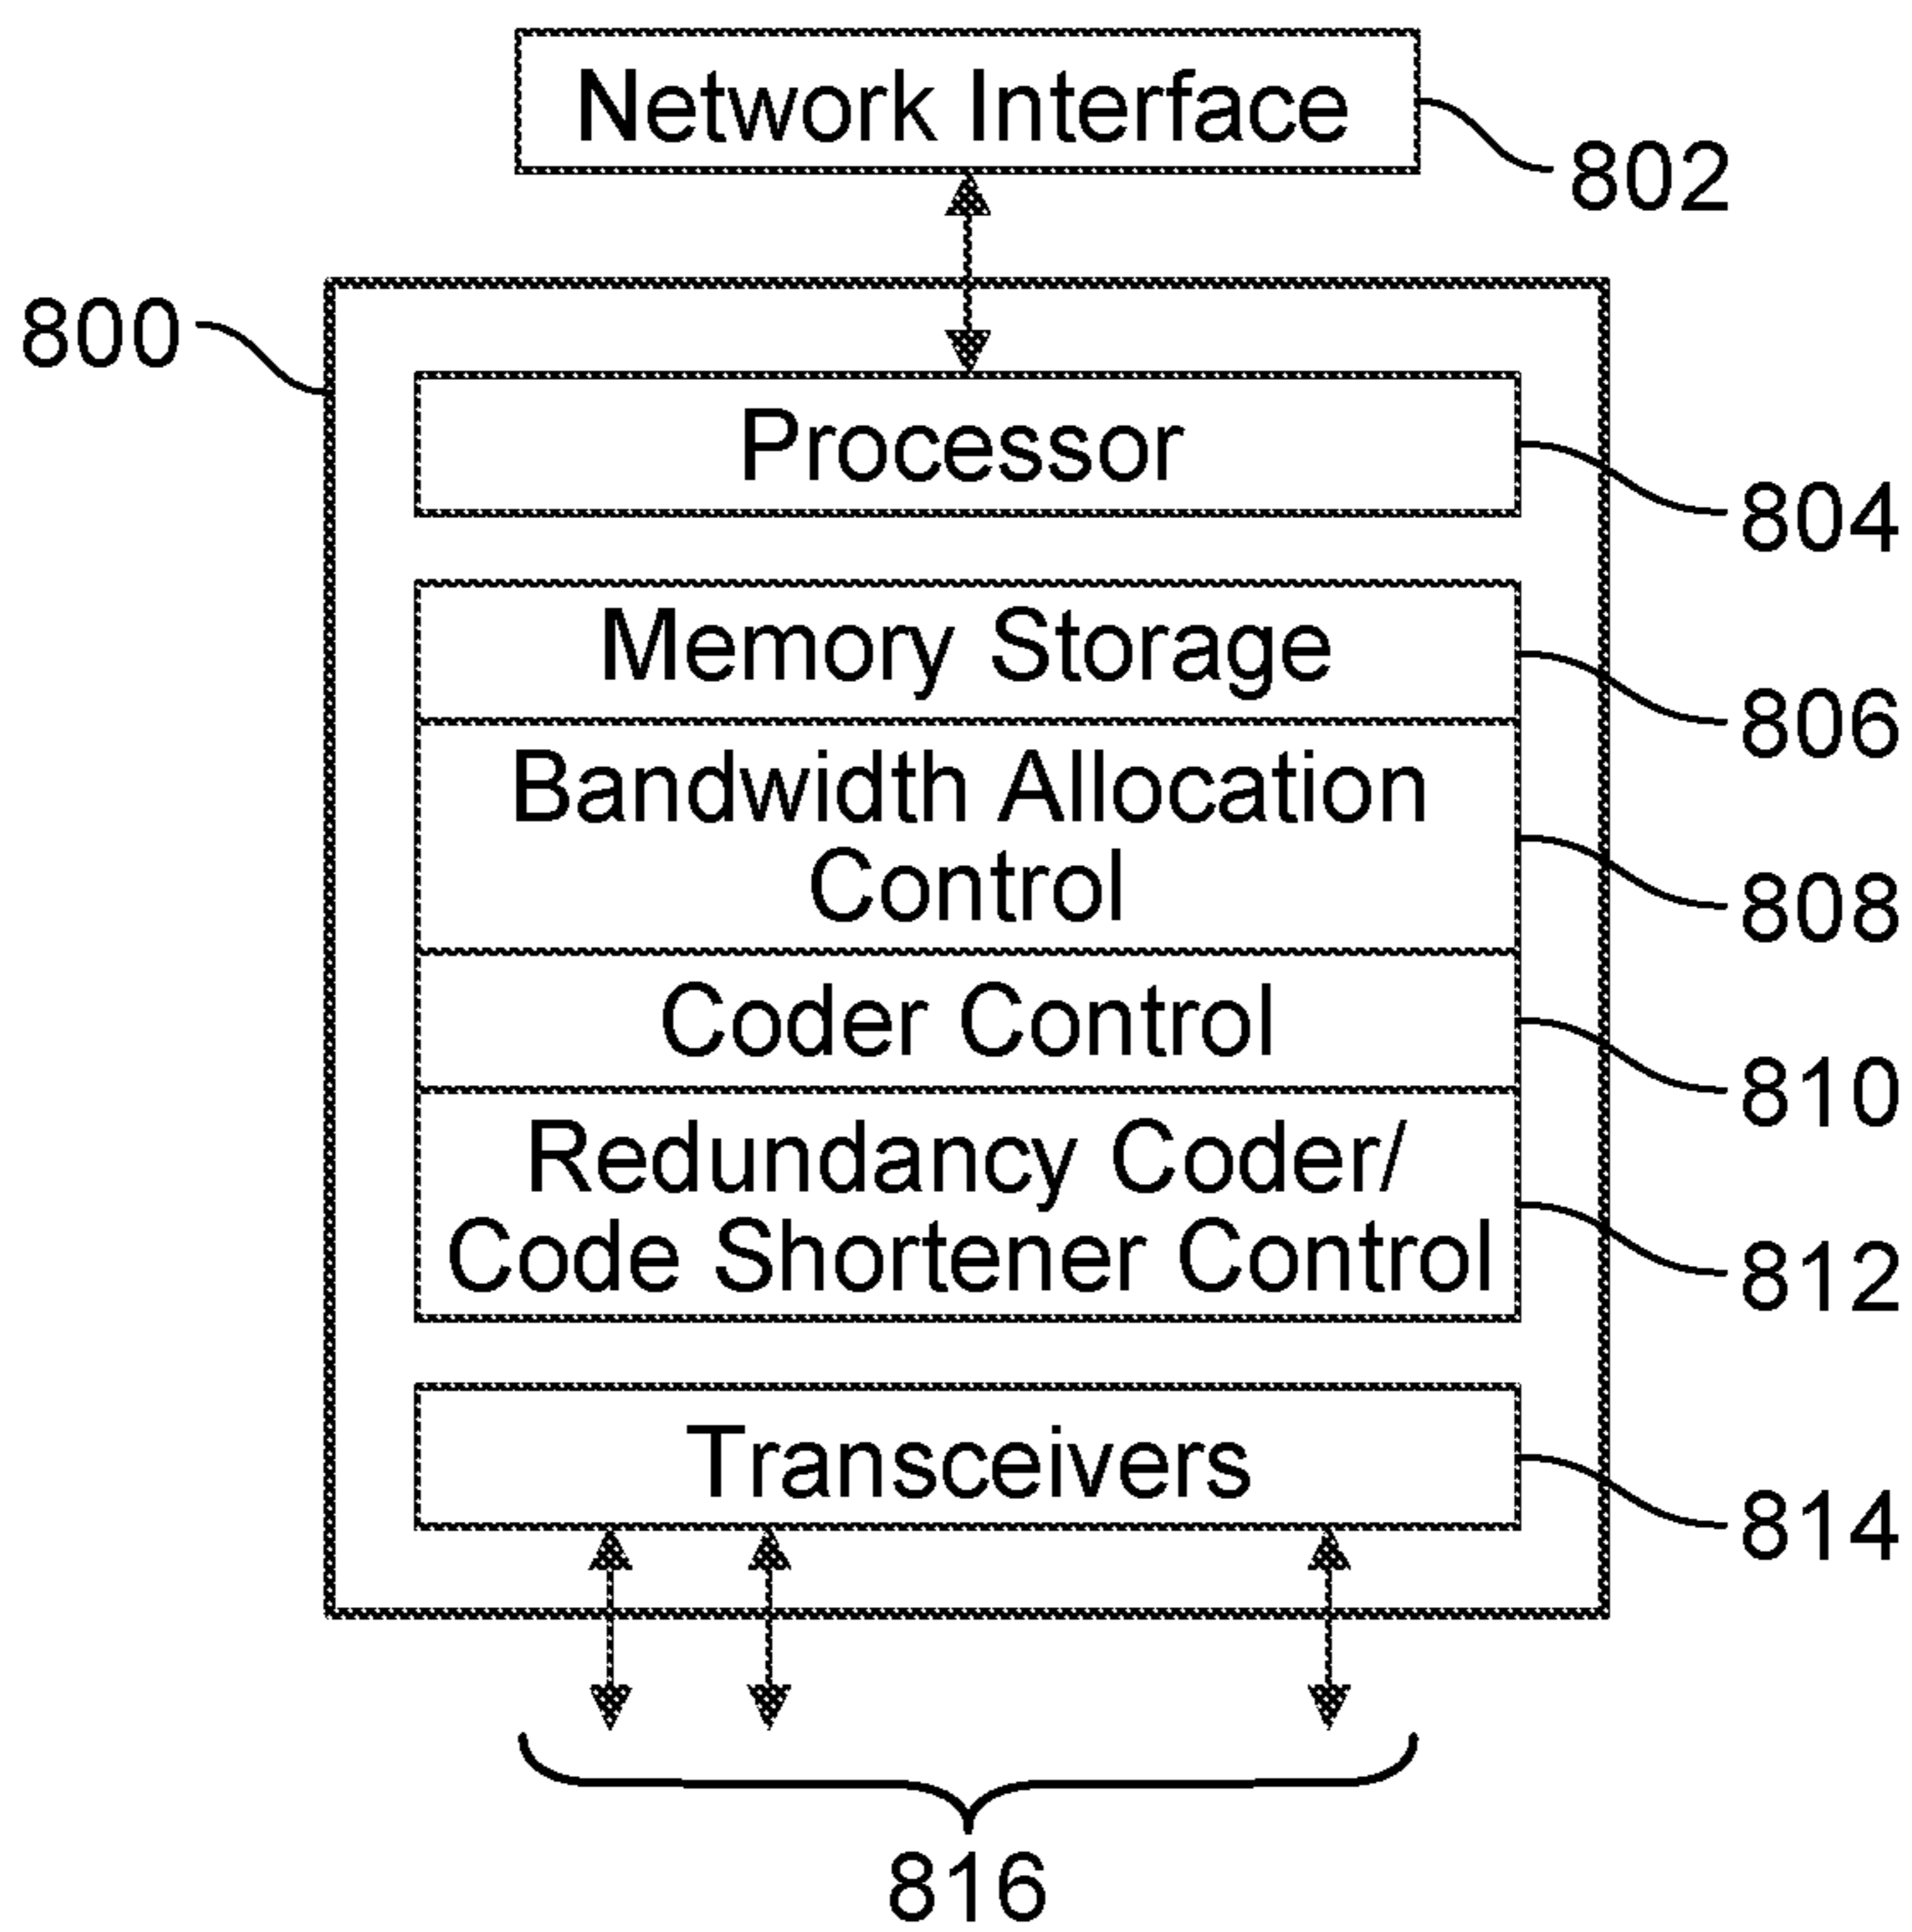 Network Interface
802
800
Processor
804
Memory Storage
806
Bandwidth Allocation
Control
808
Coder Control
810
Redundancy Coder/
Code Shortener Control
812
Transceivers
814
816